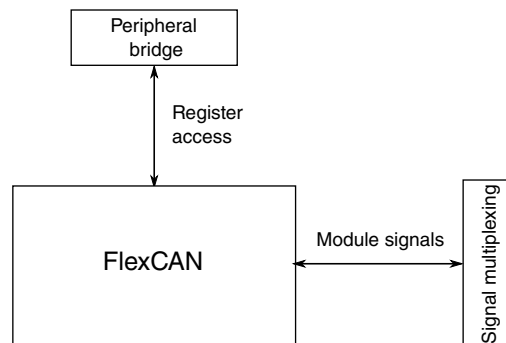 Peripheral
bridge
Register
access
FlexCAN
Module signals
Signal multiplexing